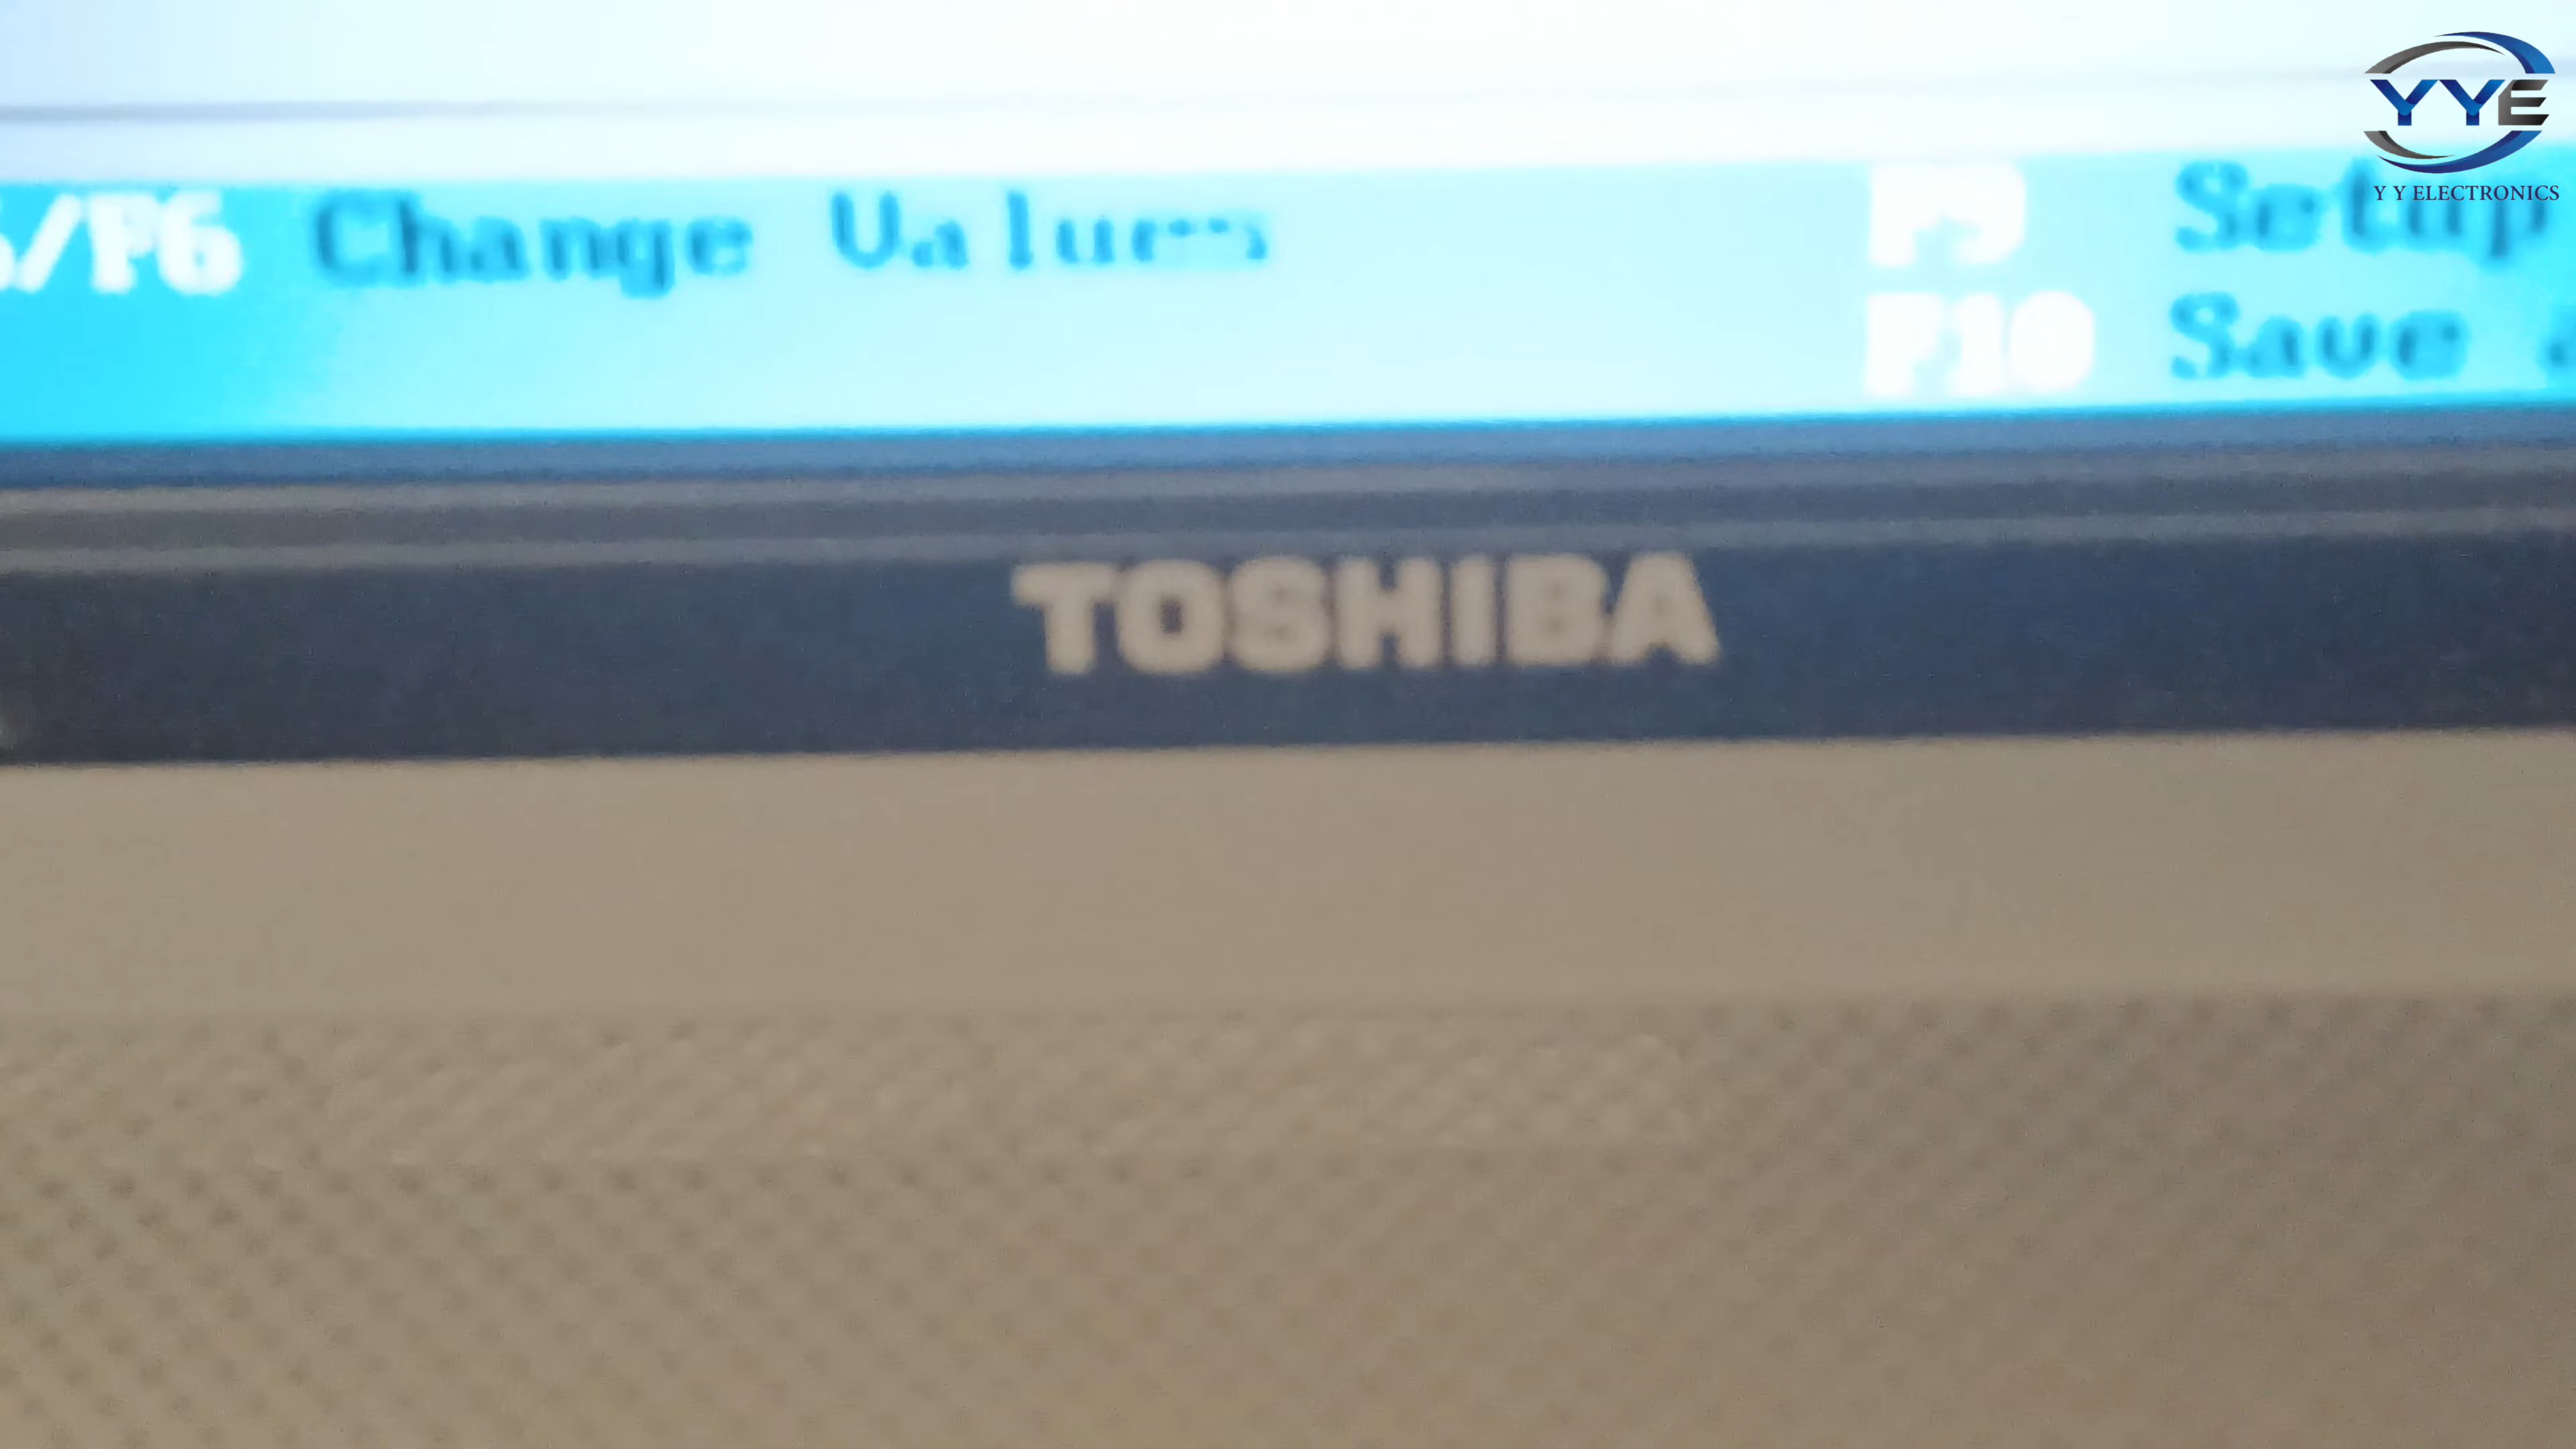 YYE
Y Y ELECTRONICS
/F6 Change Values F9 Setup
F10 Save
TOSHIBA